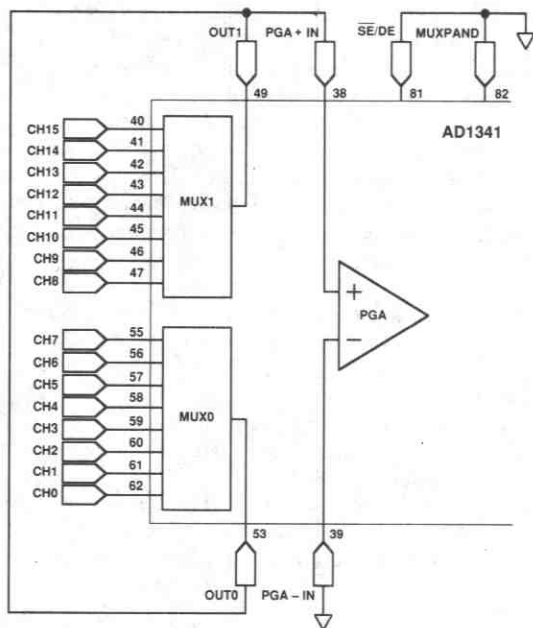 OUT1 PGA + IN SE/DE MUXPAND
49 38 81 82
AD1341
CH15 40
CH14 41
CH13 42
CH12 43
CH11 44
CH10 45
CH9 46
CH8 47
MUX1
+
PGA
−
CH7 55
CH6 56
CH5 57
CH4 58
CH3 59
CH2 60
CH1 61
CH0 62
MUX0
53 39
OUT0 PGA – IN